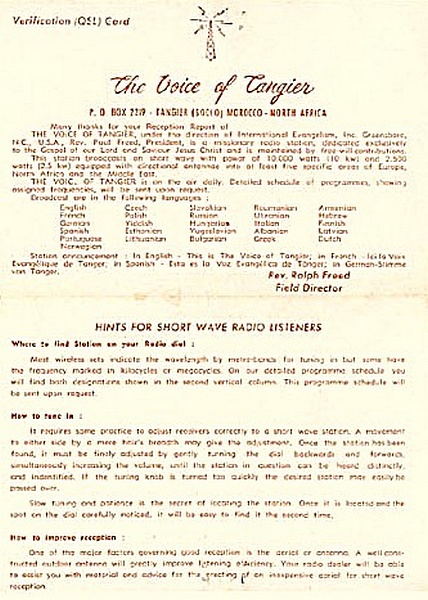 Verification (QSL) Card
The Voice of Tangier
P. O. BOX 2219 - TANGIER (SOCCO) MOROCCO - NORTH AFRICA
Many thanks for your Reception Report of
THE VOICE OF TANGIER, under the direction of International Evangelism, Inc. Greensboro,
N.C., U.S.A., Rev. Paul Freed, President, is a missionary radio station, dedicated exclusively
to the Gospel of our Lord and Saviour Jesus Christ and is maintained by free-will contributions.
This station broadcasts on short wave with power of 10.000 watts (10 kw) and 2.500
watts (2.5 kw) equipped with directional antennae into at least five specific areas of Europe,
North Africa and the Middle East.
THE VOICE OF TANGIER is on the air daily. Detailed schedule of programmes, showing
assigned frequencies, will be sent upon request.
Broadcast are in the following languages :
English Czech Slovakian Roumanian Armenian
French Polish Russian Ukranian Hebrew
German Yiddish Hungarian Italian Finnish
Spanish Esthonian Yugoslavian Albanian Latvian
Portuguese Lithuanian Bulgarian Greek Dutch
Norwegian
Station announcement : In English - This is The Voice of Tangier; in French - Ici la Voix
Evangélique de Tanger; in Spanish - Esta es la Voz Evangélica de Tánger; in German-Stimme
von Tanger.
Rev. Ralph Freed
Field Director
HINTS FOR SHORT WAVE RADIO LISTENERS
Where to find Station on your Radio dial :
Most wireless sets indicate the wavelength by metre-bands for tuning in but some have
the frequency marked in kilocycles or megacycles. On our detailed programme schedule you
will find both designations shown in the second vertical column. This programme schedule will
be sent upon request.
How to tune in :
It requires some practice to adjust receivers correctly to a short wave station. A movement
to either side by a mere hair's breadth may give the adjustment. Once the station has been
found, it must be finely adjusted by gently turning the dial backwards and forwards,
simultaneously increasing the volume, until the station in question can be heard distinctly,
and indentified. If the tuning knob is turned too quickly the desired station may easily be
passed over.
Slow tuning and patience is the secret of locating the station. Once it is located and the
spot on the dial carefully noticed, it will be easy to find it the second time.
How to improve reception :
One of the major factors governing good reception is the aerial or antenna. A well-cons-
tructed outdoor antenna will greatly improve listening efficiency. Your radio dealer will be able
to assist you with material and advice for the erecting of an inexpensive aerial for short wave
reception.